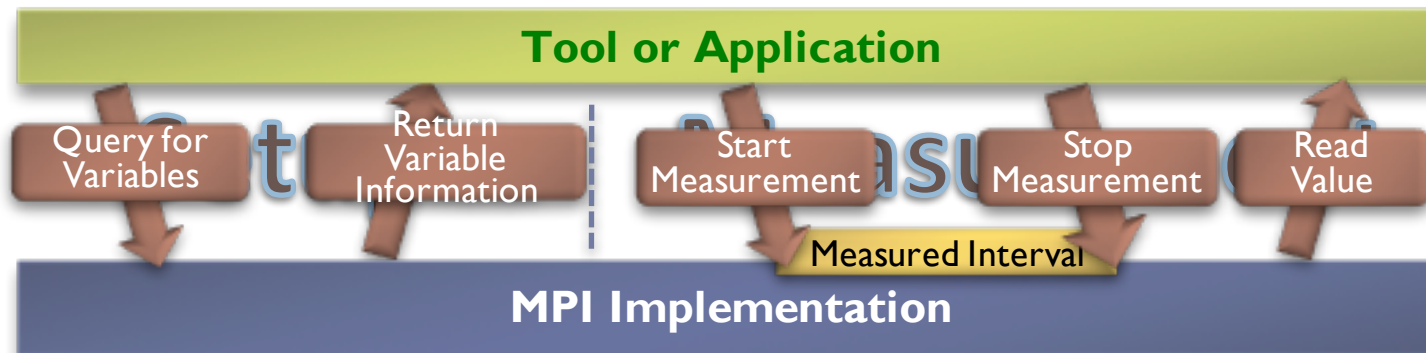 Tool or Application
Query for
Variables
Return
Variable
Information
Start
Measurement
Stop
Measurement
Read
Value
Measured Interval
MPI Implementation